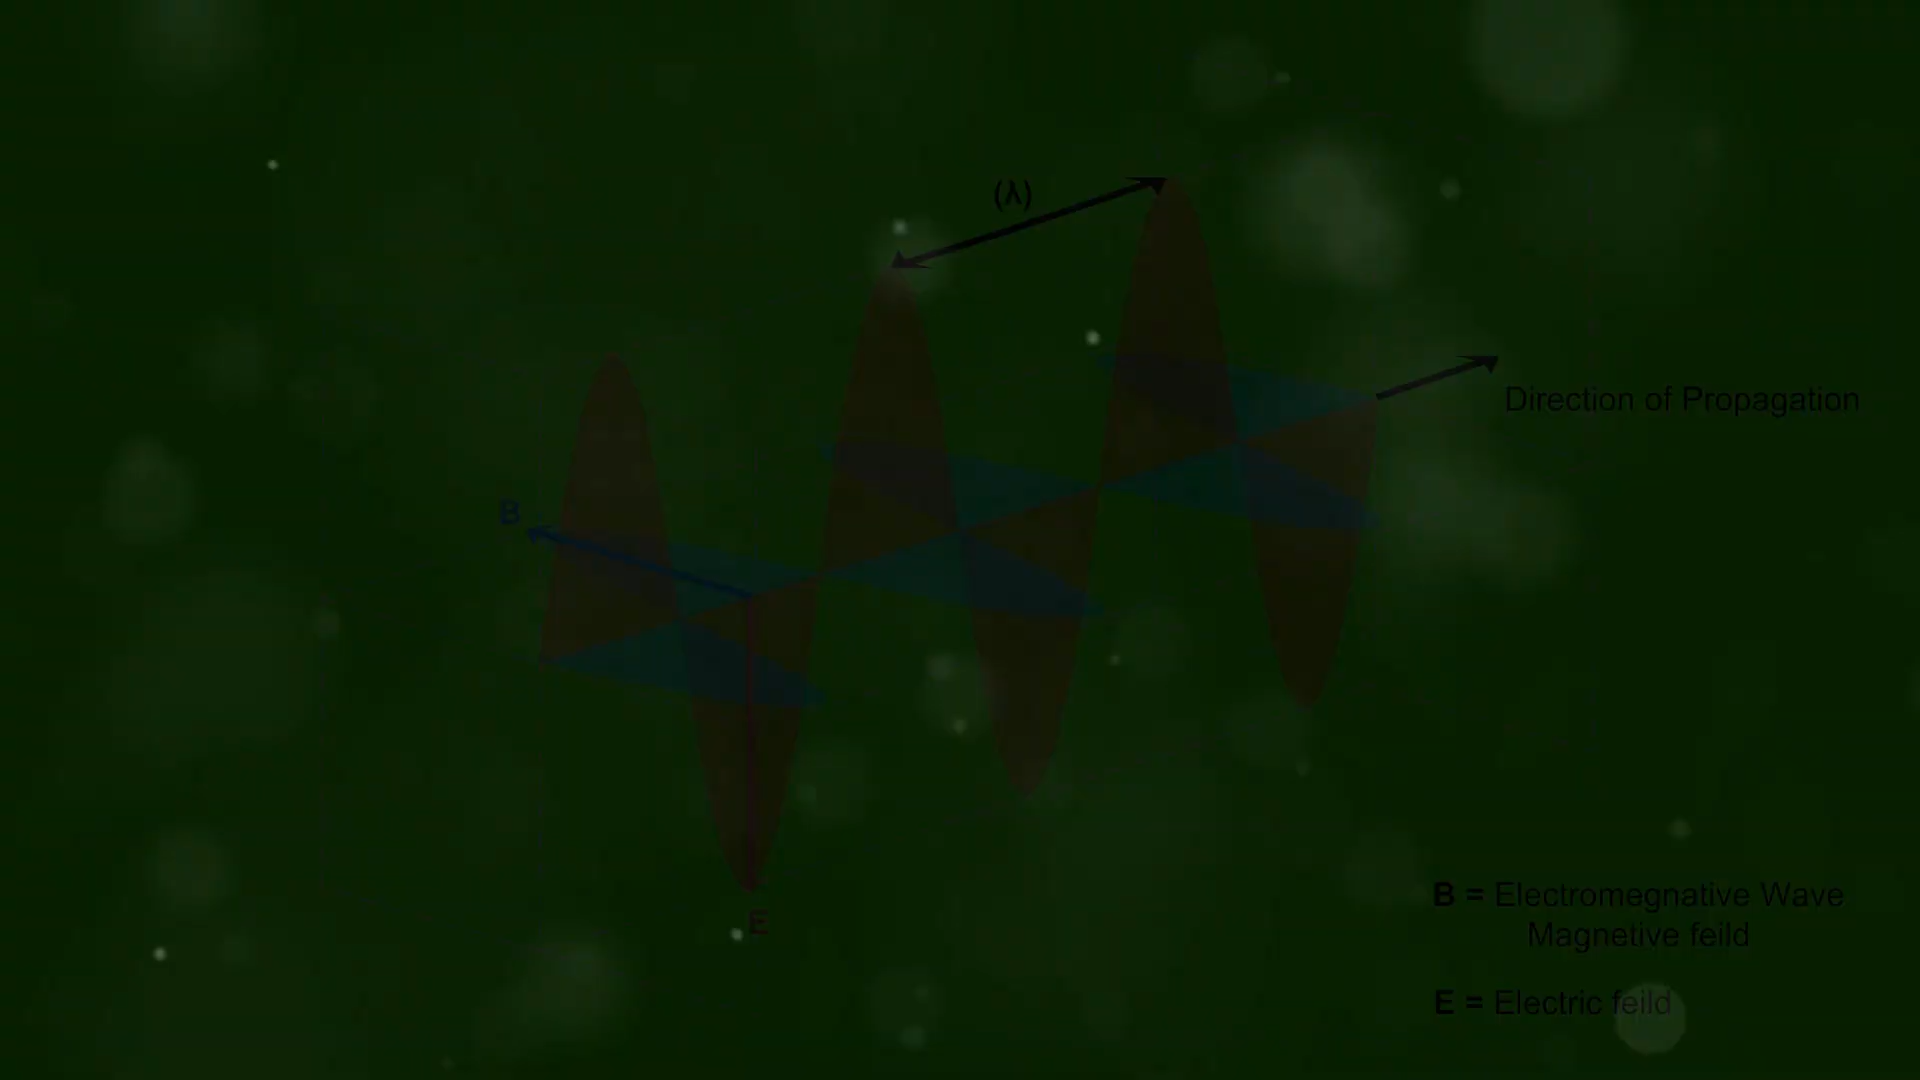 (λ)
Direction of Propagation
B
E
B = Electromegnative Wave
Magnetive feild
E = Electric feild